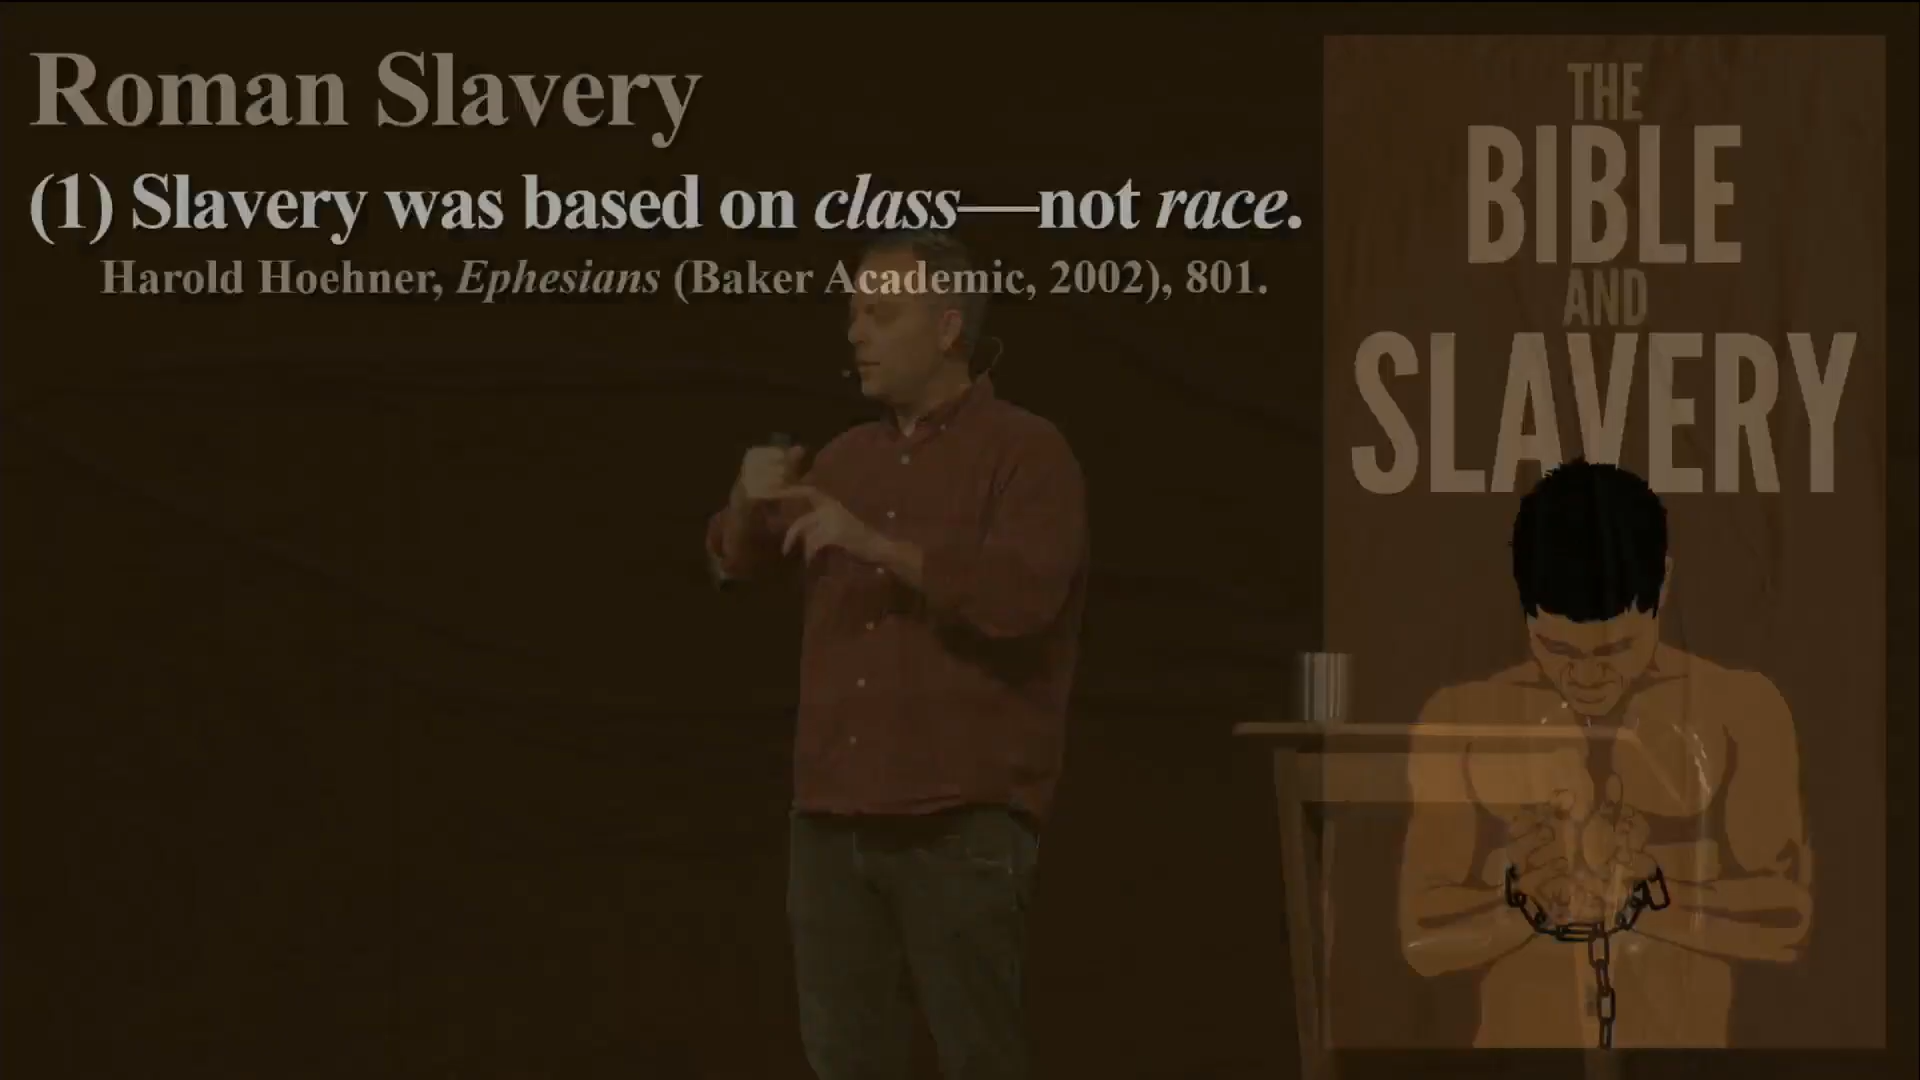 Roman Slavery
(1) Slavery was based on class—not race.
Harold Hoehner, Ephesians (Baker Academic, 2002), 801.
THE
BIBLE
AND
SLAVERY